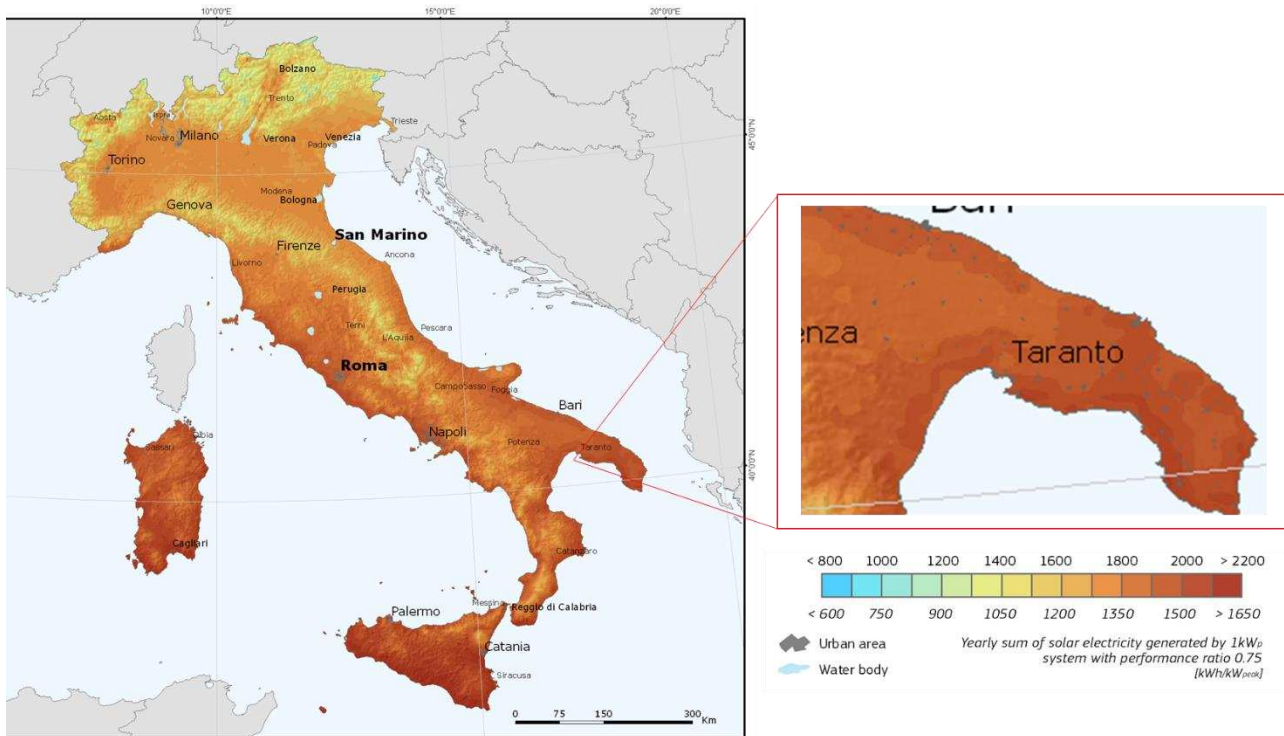 10°0'0"E 15°0'0"E 20°0'0"E
Bolzano
Trento
Aosta
Ispra
Novara
Milano
Verona
Venezia
Padova
Trieste
45°0'0"N
Torino
Modena
Bologna
Genova
San Marino
Firenze
Livorno
Ancona
Perugia
Terni
L'Aquila
Pescara
Roma
Campobasso
Foggia
Bari
Napoli
Potenza
Taranto
40°0'0"N
Olbia
Sassari
Cagliari
Catanzaro
Messina
Reggio di Calabria
Palermo
Catania
Siracusa
0 75 150 300
Km
Bari
enza
Taranto
< 800 1000 1200 1400 1600 1800 2000 > 2200
< 600 750 900 1050 1200 1350 1500 > 1650
Urban area
Water body
Yearly sum of solar electricity generated by 1kWp
system with performance ratio 0.75
[kWh/kWpeak]